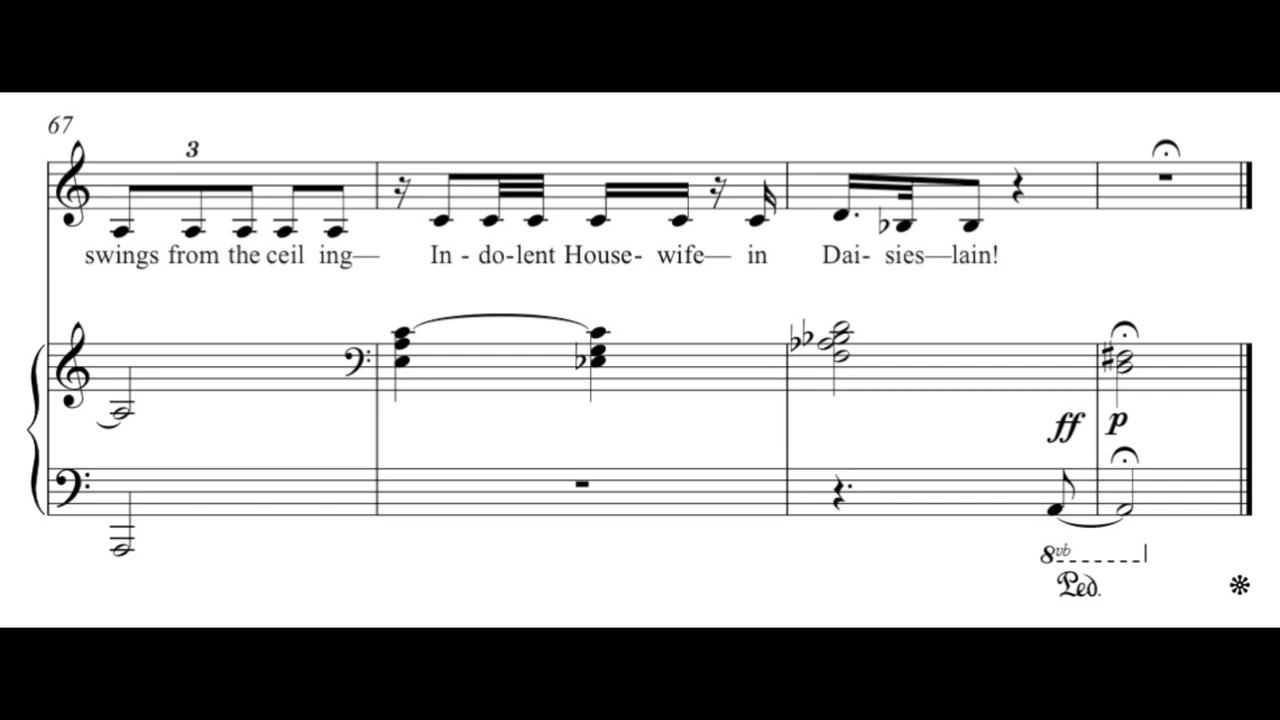 67
3
swings from the ceil ing—
In - do-lent House- wife— in
Dai- sies—lain!
ff p
8vb
Ped.